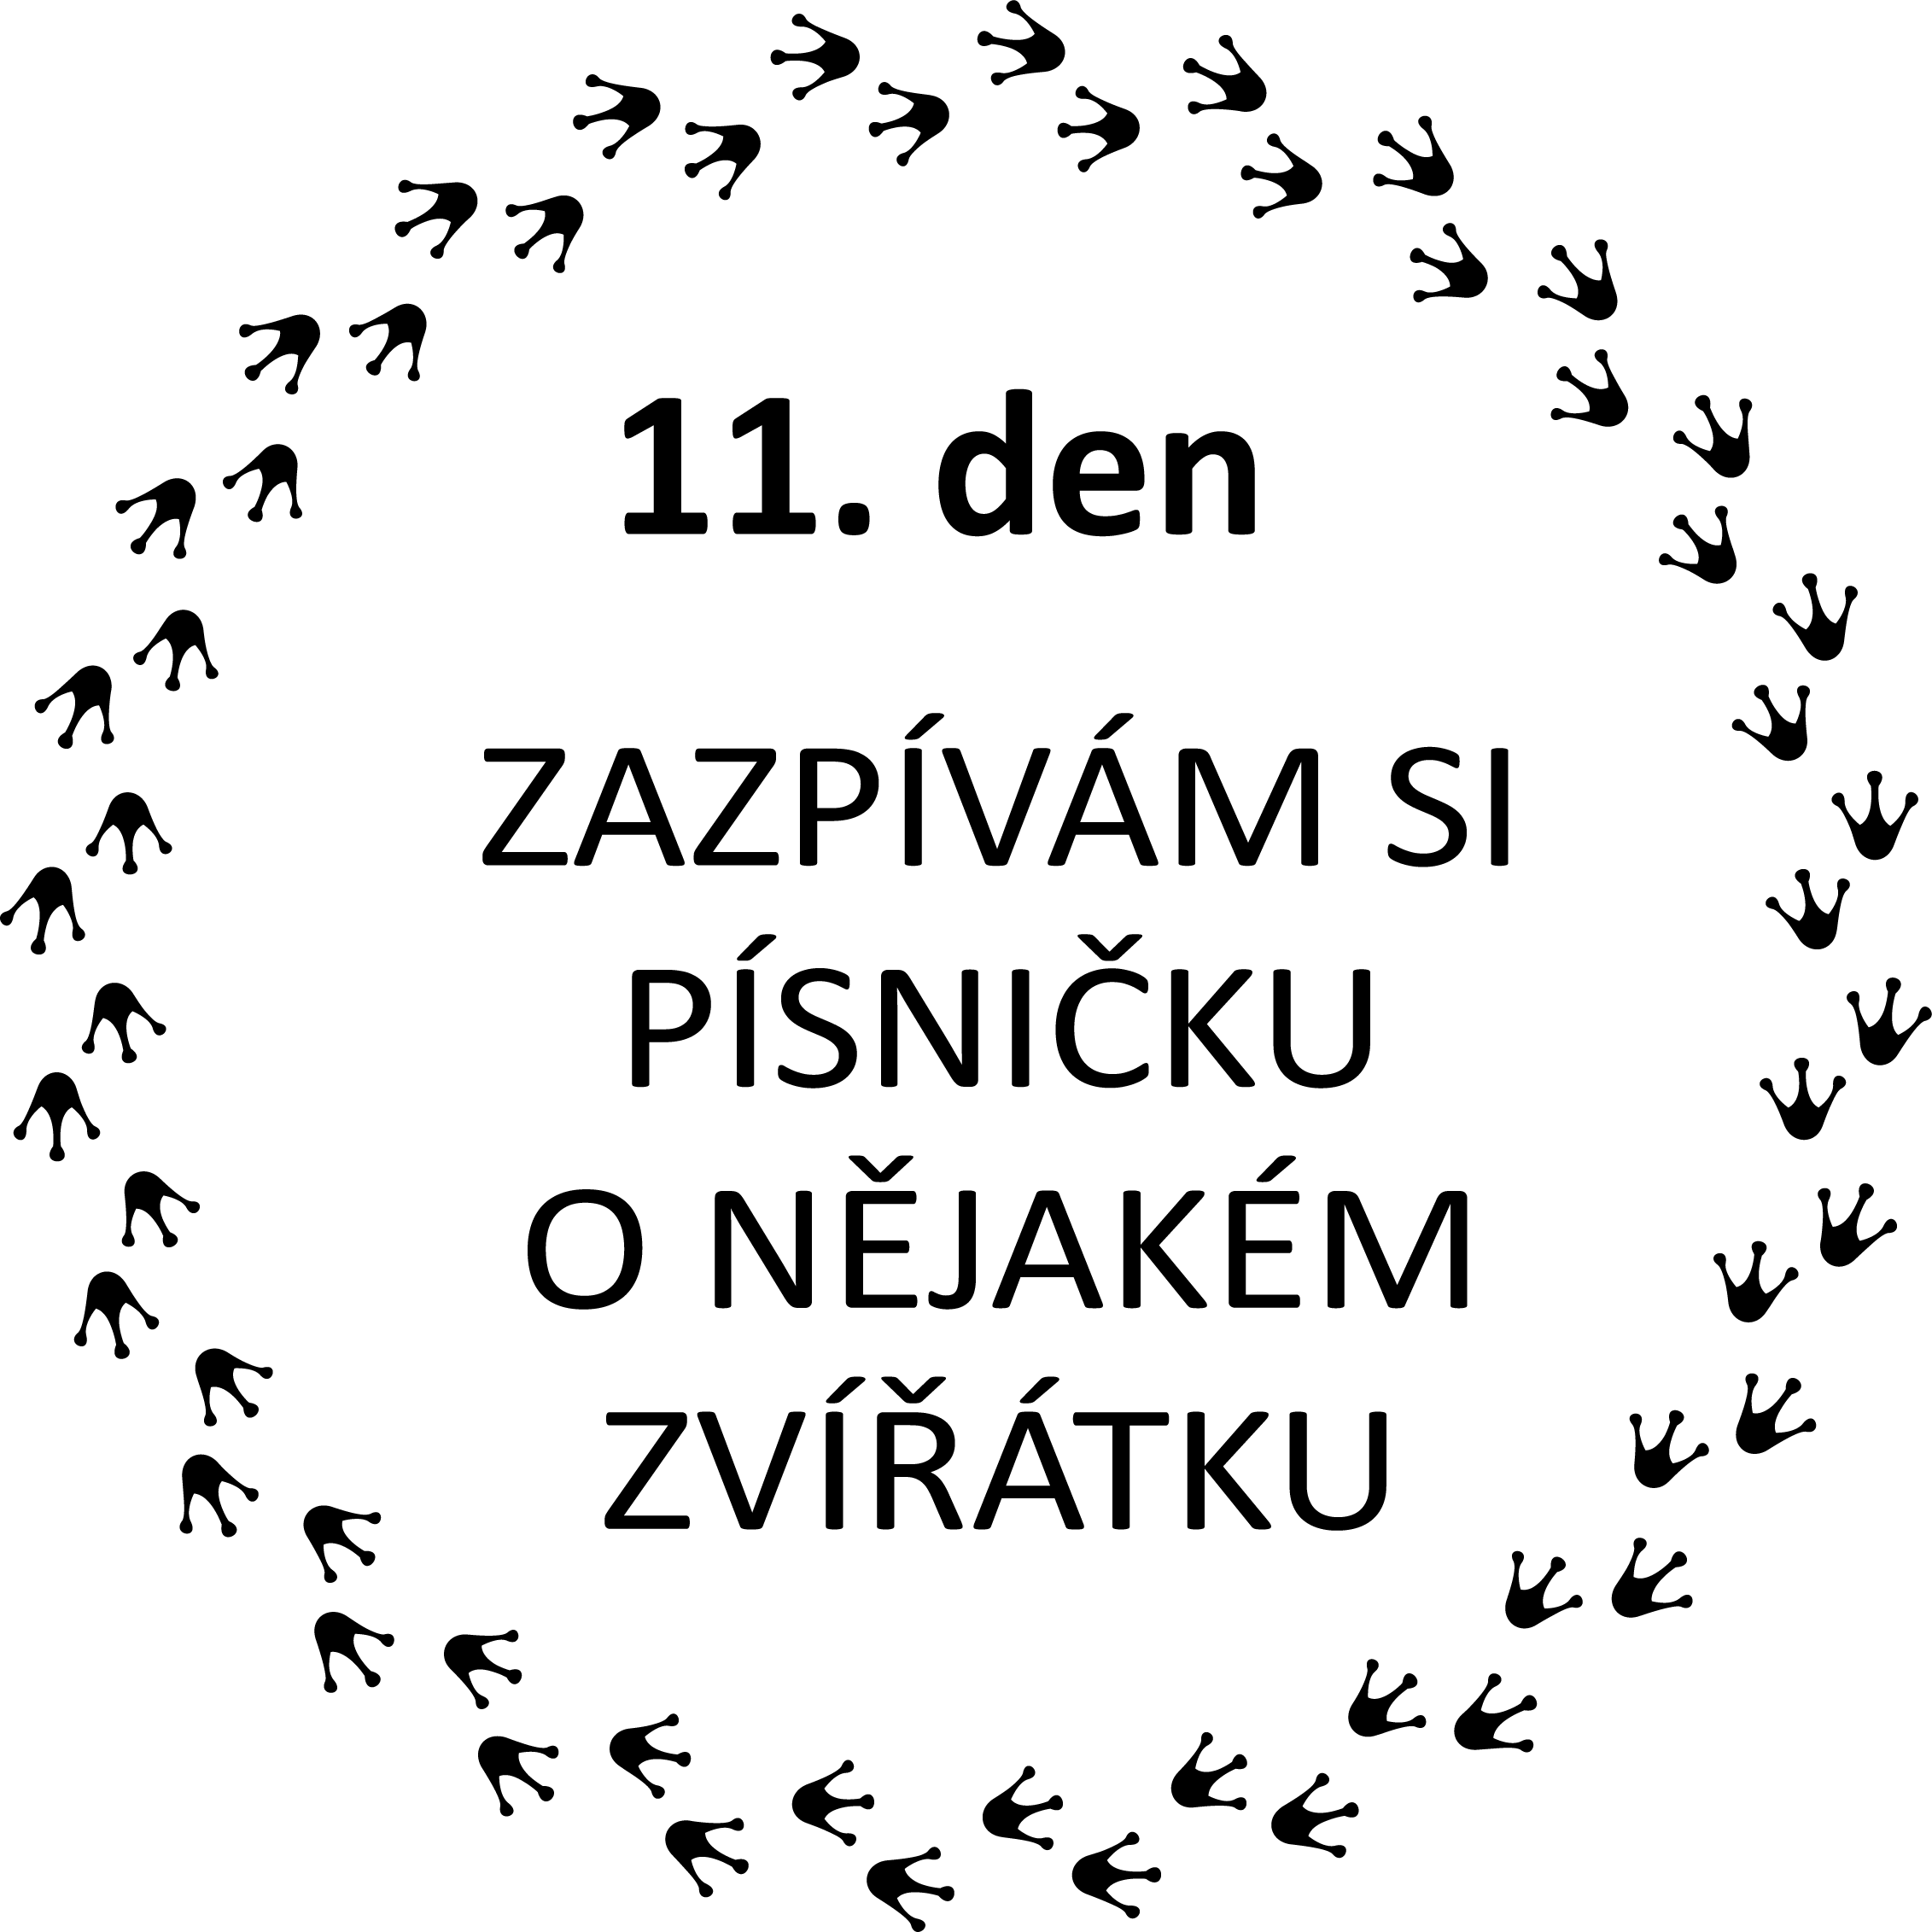 11. den
ZAZPÍVÁM SI
PÍSNIČKU
O NĚJAKÉM
ZVÍŘÁTKU